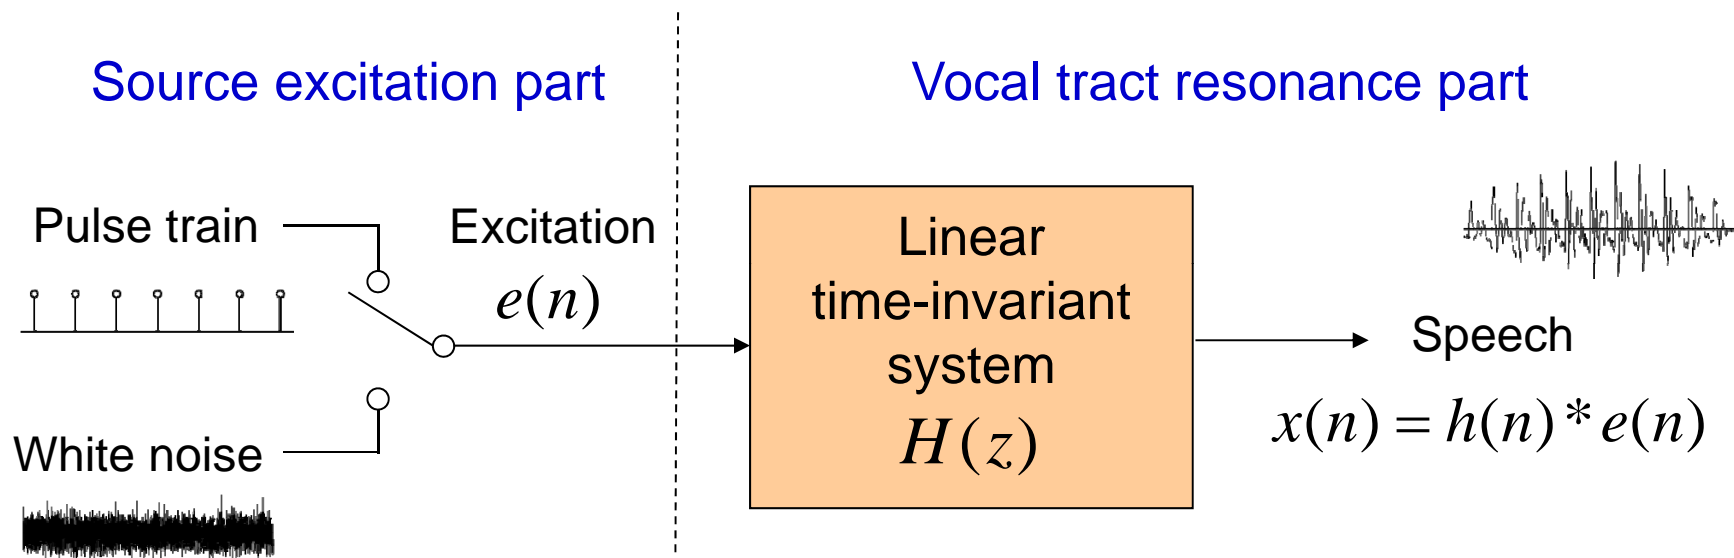 Source excitation part
Vocal tract resonance part
Pulse train
Excitation
e(n)
White noise
Linear
time-invariant
system
H(z)
Speech
x(n) = h(n) * e(n)